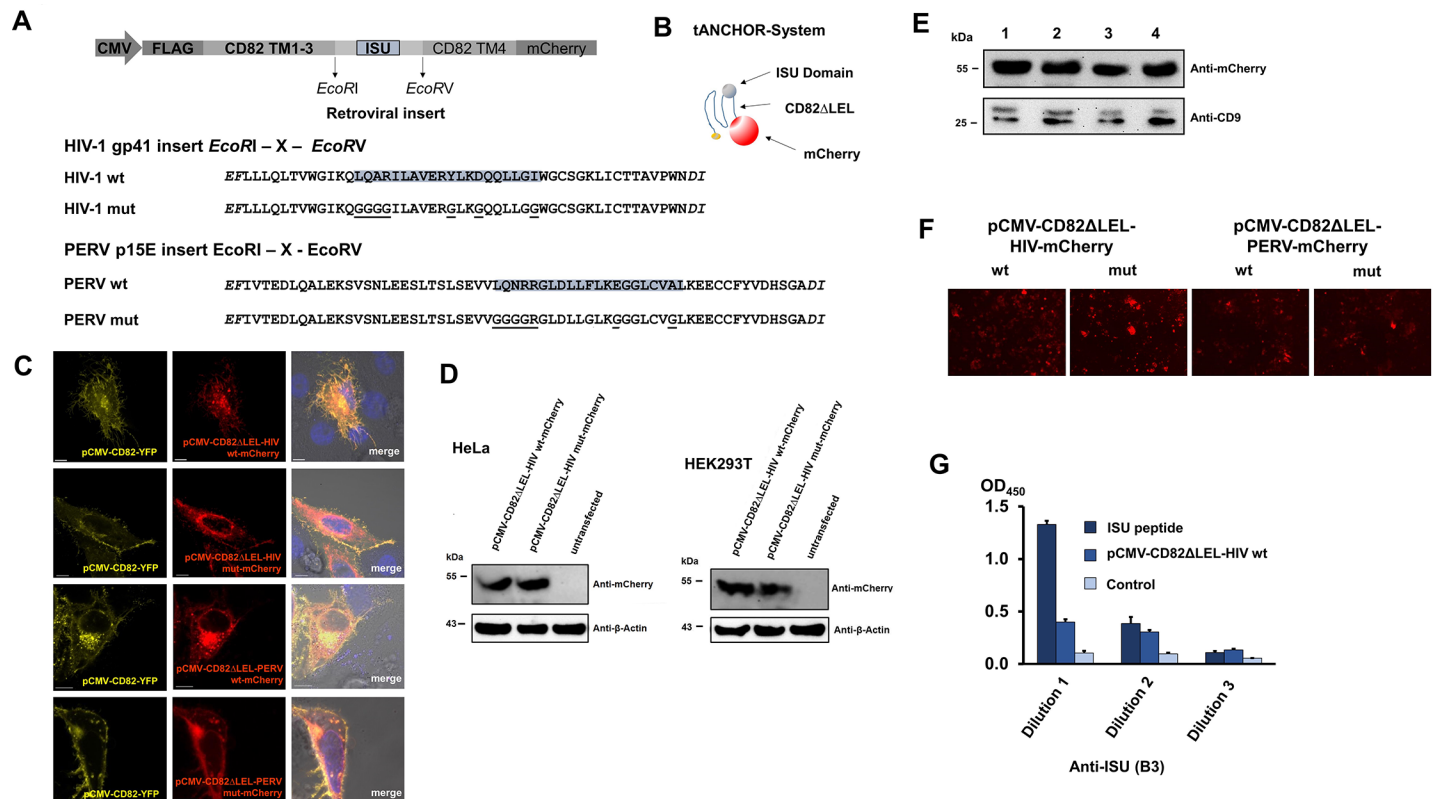 A
CMV FLAG CD82 TM1-3 ISU CD82 TM4 mCherry
EcoRI EcoRV
Retroviral insert
HIV-1 gp41 insert EcoRI – X – EcoRV
HIV-1 wt EFLLLQLTVWGIKQLQARILAVERYLKDQQLLGIWGCSGKLICTTAVPWNDI
HIV-1 mut EFLLLQLTVWGIKQGGGGILAVERGLKGQQLLGGWGCSGKLICTTAVPWNDI
PERV p15E insert EcoRI – X - EcoRV
PERV wt EFIVTEDLQALEKSVSNLEESLTSLSEVVLQNRRGLDLLFLKEGGLCVALKEECCFYVDHSGADI
PERV mut EFIVTEDLQALEKSVSNLEESLTSLSEVVGGGGRGLDLLGLKGGGLCVGLKEECCFYVDHSGADI
B
tANCHOR-System
ISU Domain
CD82ΔLEL
mCherry
C
pCMV-CD82-YFP
pCMV-CD82ΔLEL-HIV
wt-mCherry
merge
pCMV-CD82-YFP
pCMV-CD82ΔLEL-HIV
mut-mCherry
merge
pCMV-CD82-YFP
pCMV-CD82ΔLEL-PERV
wt-mCherry
merge
pCMV-CD82-YFP
pCMV-CD82ΔLEL-PERV
mut-mCherry
merge
D
HeLa
pCMV-CD82ΔLEL-HIV wt-mCherry
pCMV-CD82ΔLEL-HIV mut-mCherry
untransfected
kDa
55 Anti-mCherry
43 Anti-β-Actin
HEK293T
pCMV-CD82ΔLEL-HIV wt-mCherry
pCMV-CD82ΔLEL-HIV mut-mCherry
untransfected
kDa
55 Anti-mCherry
43 Anti-β-Actin
E
kDa 1 2 3 4
55 Anti-mCherry
25 Anti-CD9
F
pCMV-CD82ΔLEL-
HIV-mCherry
wt mut
pCMV-CD82ΔLEL-
PERV-mCherry
wt mut
G
OD450
1.5
1.0
0.5
0.0
ISU peptide
pCMV-CD82ΔLEL-HIV wt
Control
Dilution 1
Dilution 2
Dilution 3
Anti-ISU (B3)